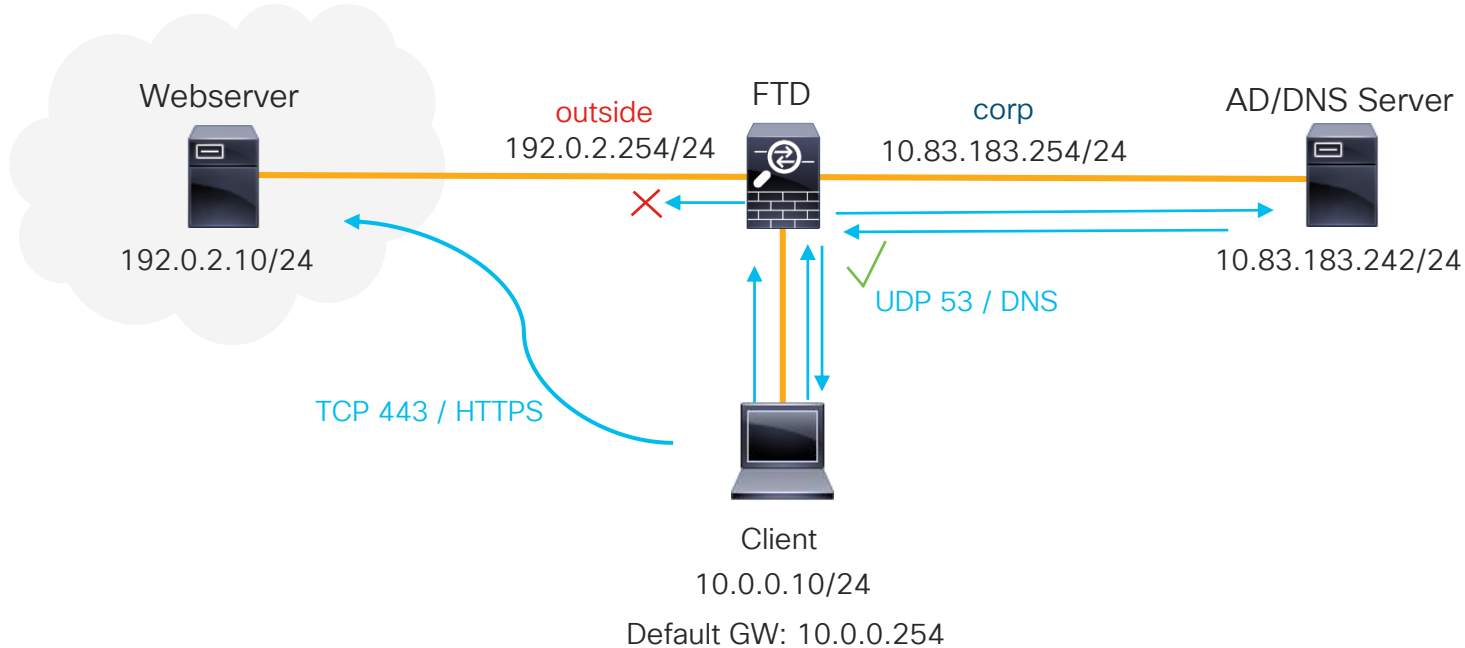 Webserver
192.0.2.10/24
outside
192.0.2.254/24
FTD
corp
10.83.183.254/24
AD/DNS Server
10.83.183.242/24
UDP 53 / DNS
TCP 443 / HTTPS
Client
10.0.0.10/24
Default GW: 10.0.0.254